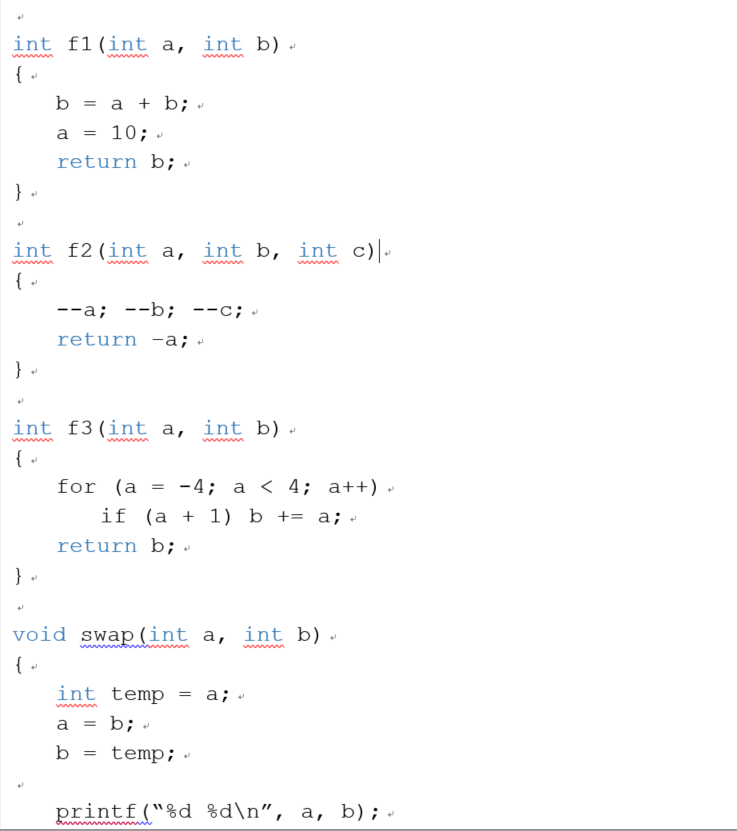 int f1(int a, int b)
{
b = a + b;
a = 10;
return b;
}
int f2(int a, int b, int c)
{
--a; --b; --c;
return –a;
}
int f3(int a, int b)
{
for (a = -4; a < 4; a++)
if (a + 1) b += a;
return b;
}
void swap(int a, int b)
{
int temp = a;
a = b;
b = temp;
printf(“%d %d\n”, a, b);